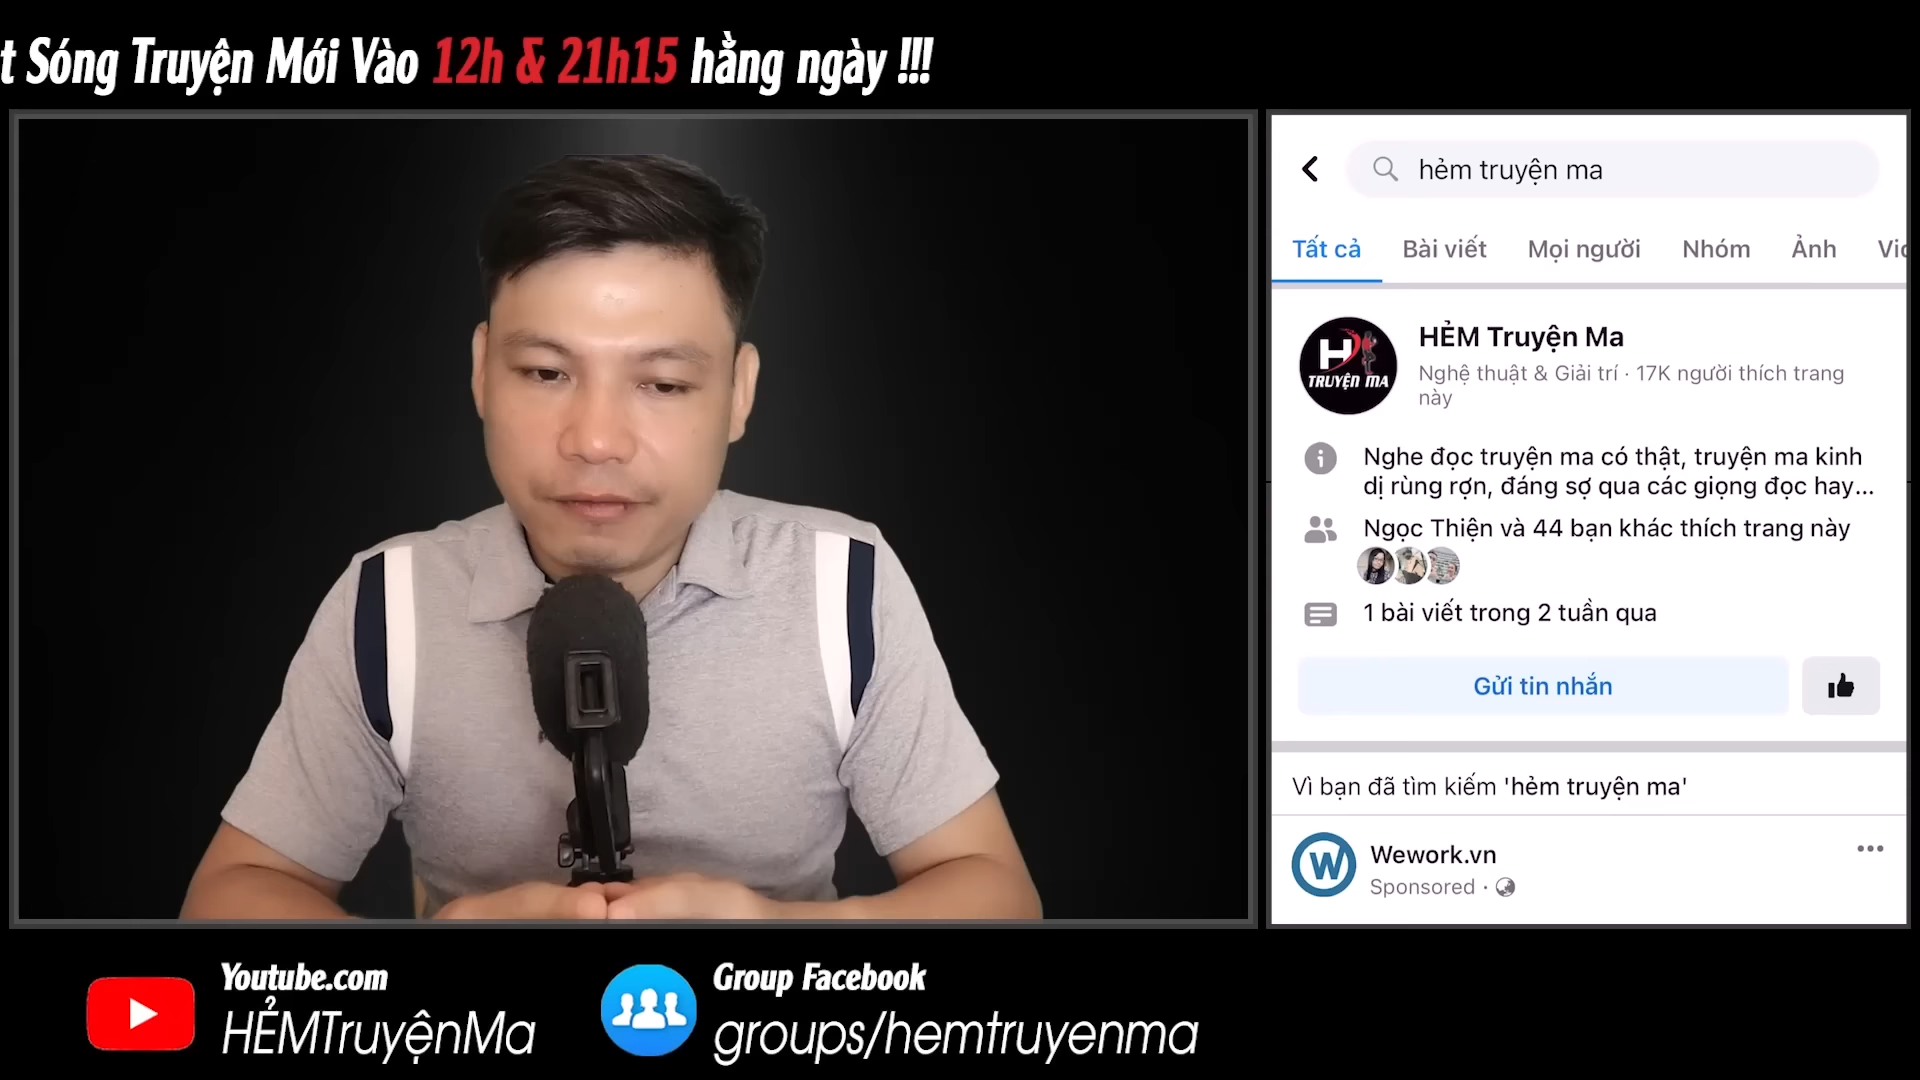 t Sóng Truyện Mới Vào 12h & 21h15 hằng ngày !!!
hẻm truyện ma
Tất cả Bài viết Mọi người Nhóm Ảnh Vid
H
TRUYỆN MA
HẺM Truyện Ma
Nghệ thuật & Giải trí · 17K người thích trang
này
Nghe đọc truyện ma có thật, truyện ma kinh
dị rùng rợn, đáng sợ qua các giọng đọc hay...
Ngọc Thiện và 44 bạn khác thích trang này
1 bài viết trong 2 tuần qua
Gửi tin nhắn
Vì bạn đã tìm kiếm 'hẻm truyện ma'
W
Wework.vn
Sponsored ·
Youtube.com
HẺMTruyệnMa
Group Facebook
groups/hemtruyenma